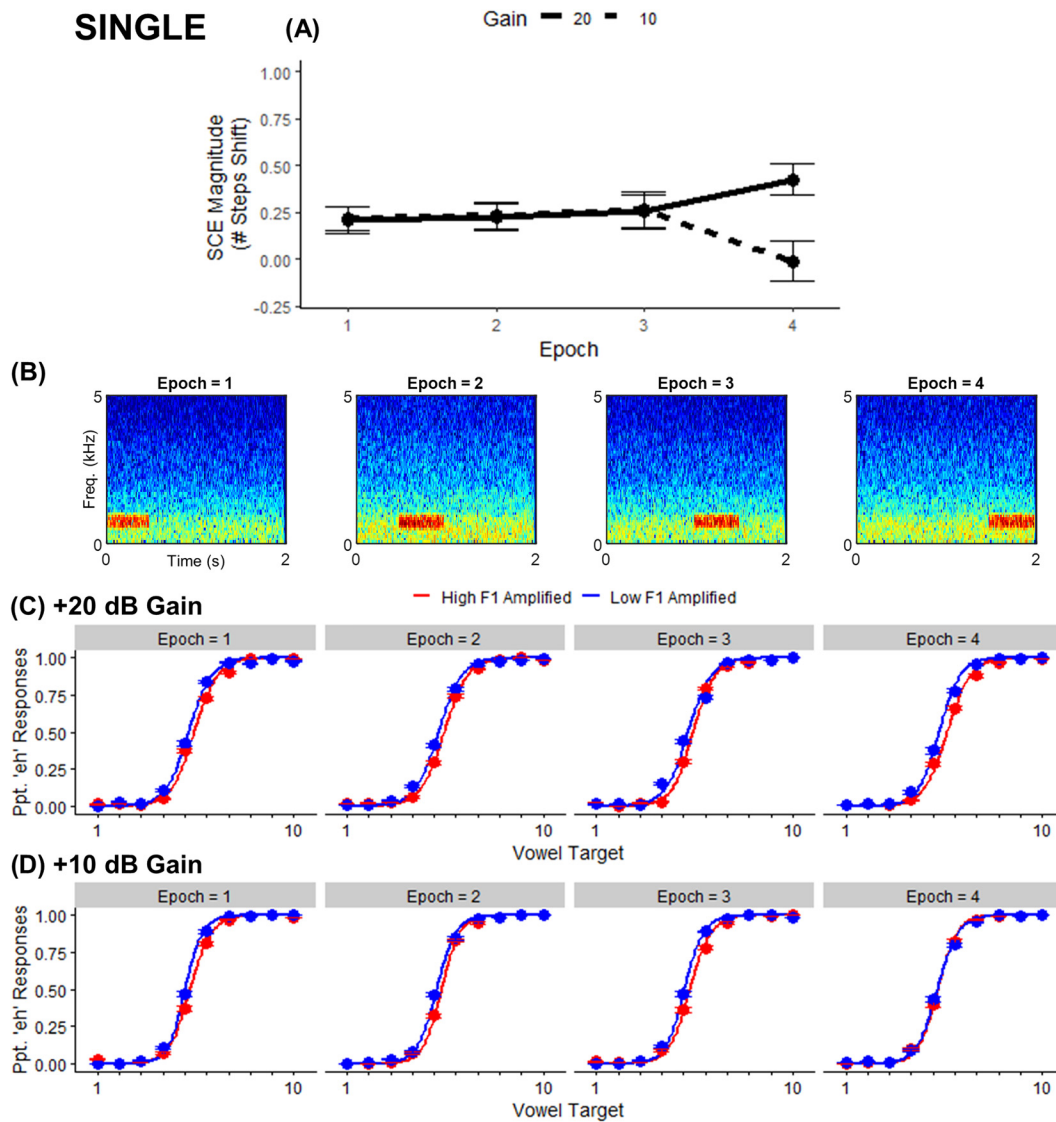 SINGLE
(A)
Gain 20 10
1.00
0.75
0.50
0.25
0.00
-0.25
SCE Magnitude
(# Steps Shift)
1 2 3 4
Epoch
(B)
Epoch = 1 Epoch = 2 Epoch = 3 Epoch = 4
5 5 5 5
Freq. (kHz)
0 0 0 0
0 Time (s) 2 0 2 0 2 0 2
(C) +20 dB Gain
High F1 Amplified Low F1 Amplified
Epoch = 1 Epoch = 2 Epoch = 3 Epoch = 4
1.00
0.75
0.50
0.25
0.00
Ppt. 'eh' Responses
1 10 1 10 1 10 1 10
Vowel Target
(D) +10 dB Gain
Epoch = 1 Epoch = 2 Epoch = 3 Epoch = 4
1.00
0.75
0.50
0.25
0.00
Ppt. 'eh' Responses
1 10 1 10 1 10 1 10
Vowel Target